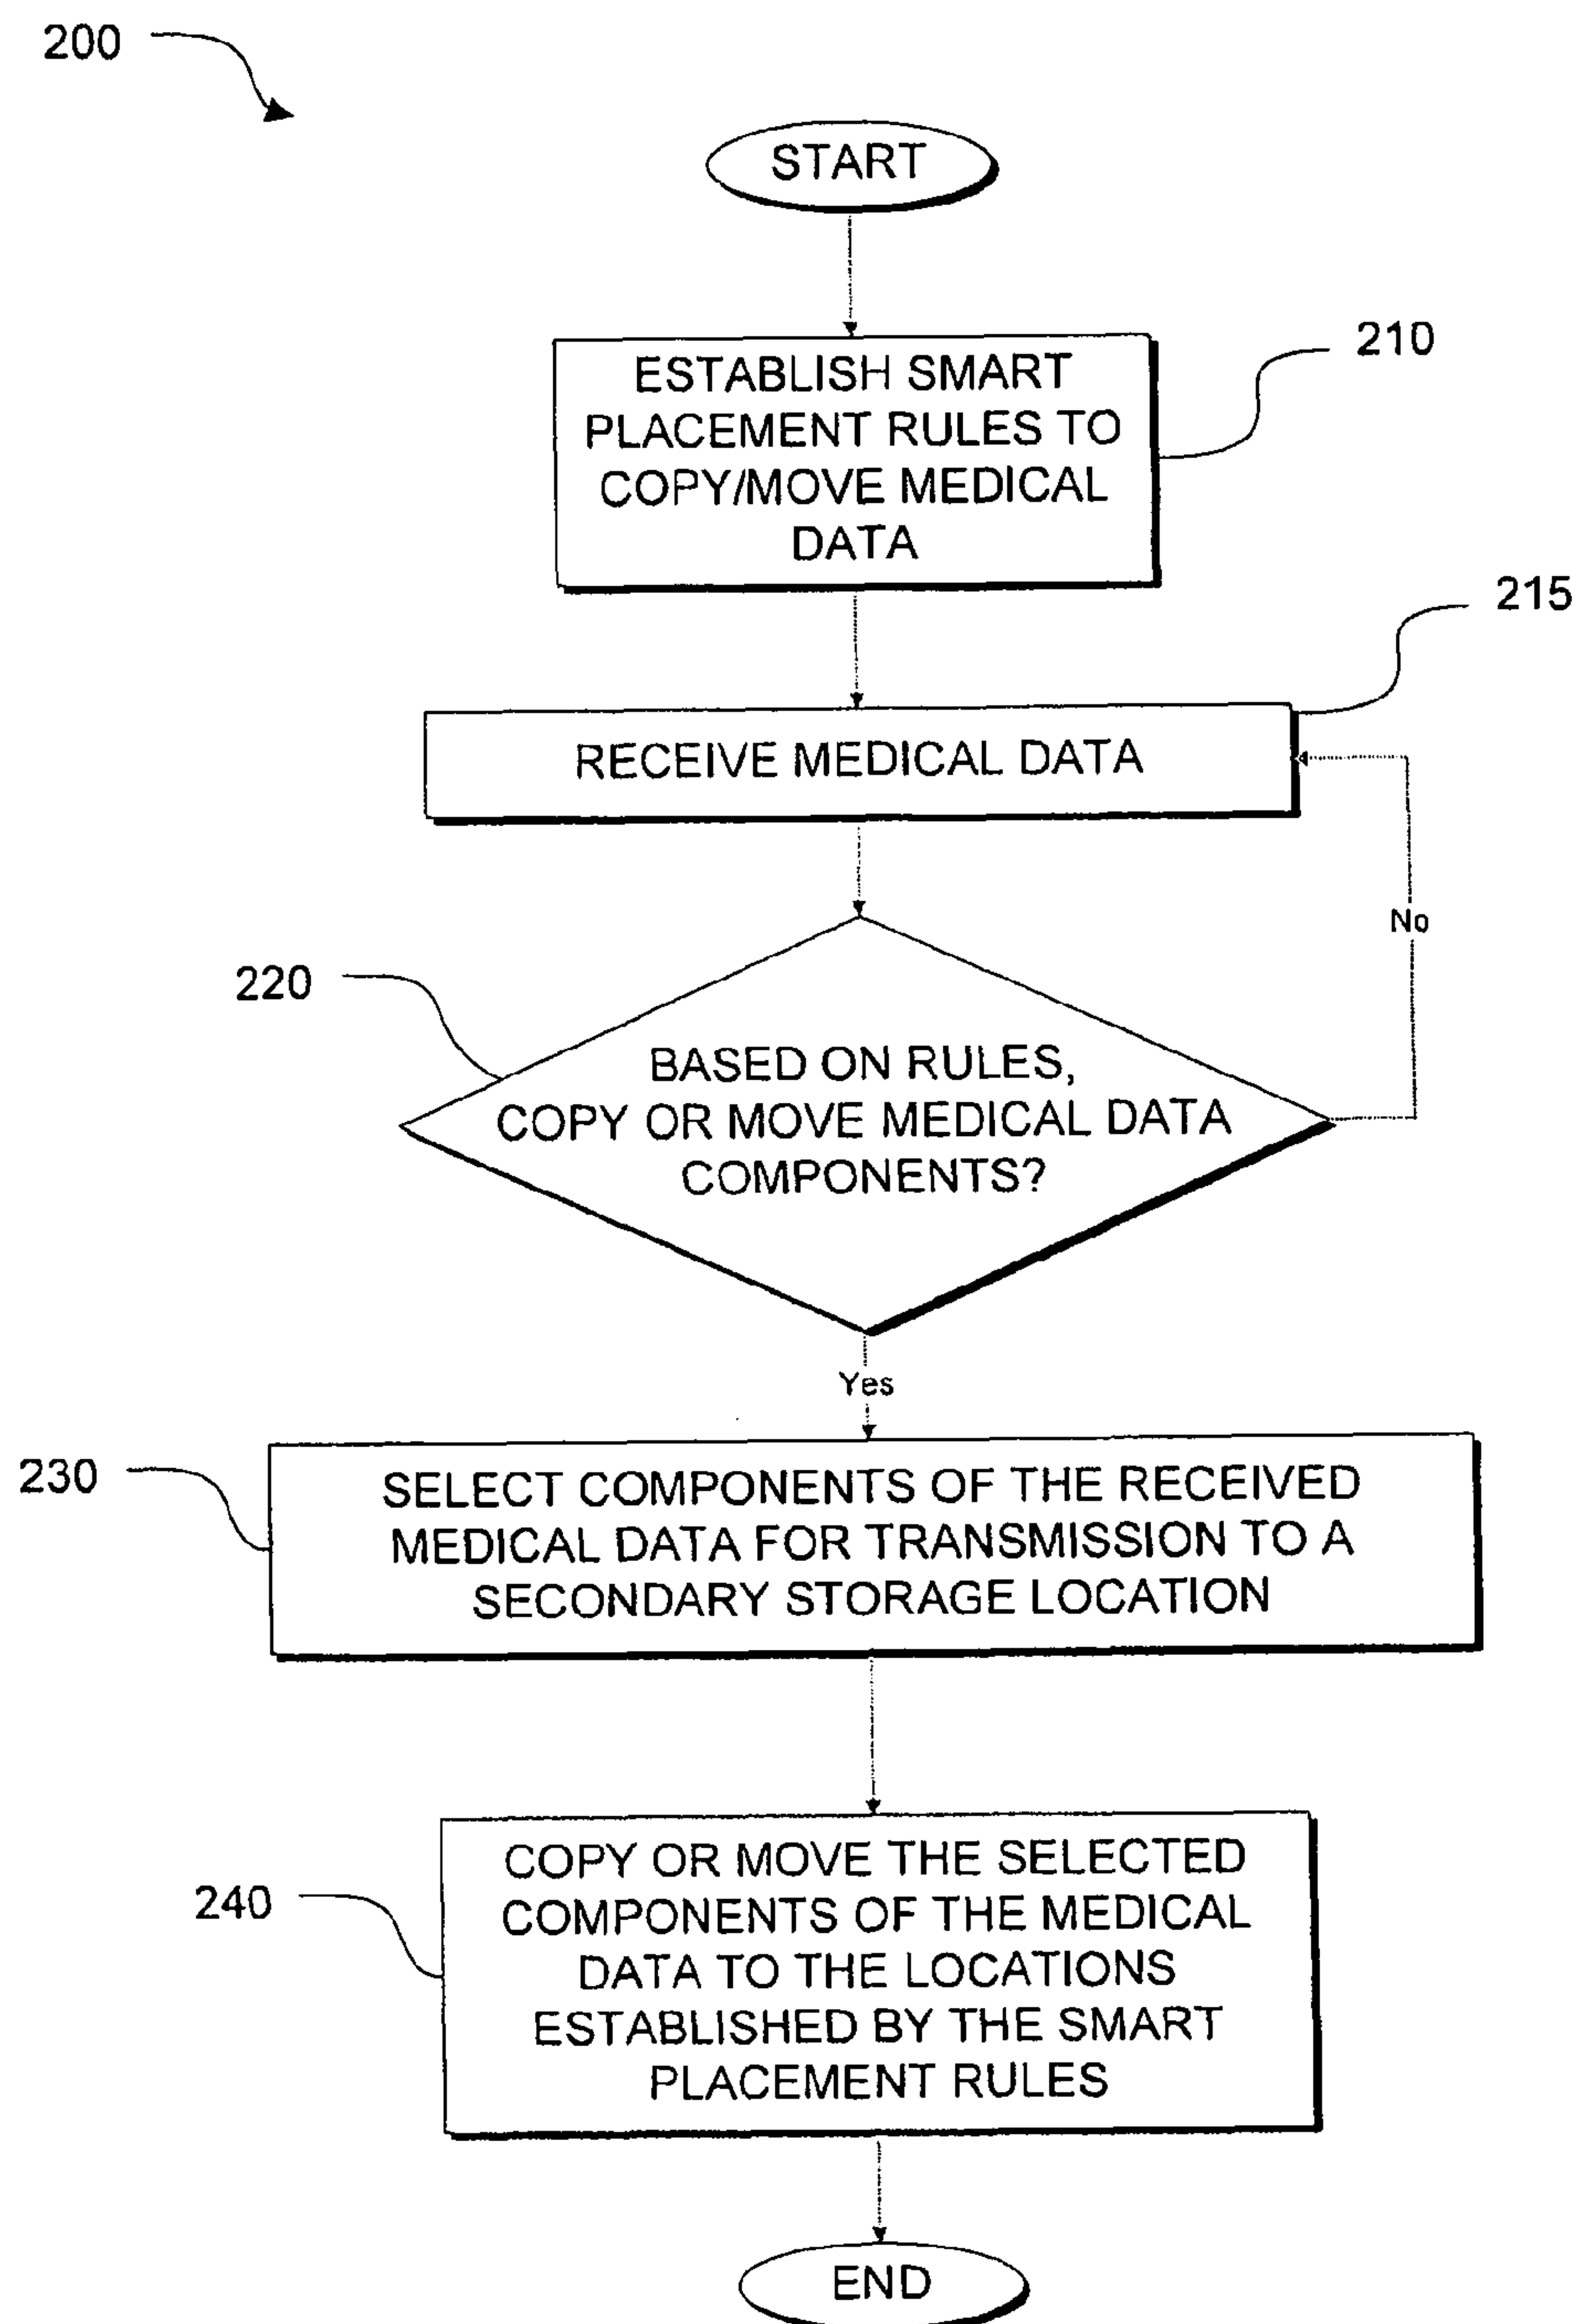 200
START
ESTABLISH SMART
PLACEMENT RULES TO
COPY/MOVE MEDICAL
DATA
210
RECEIVE MEDICAL DATA
215
No
220
BASED ON RULES,
COPY OR MOVE MEDICAL DATA
COMPONENTS?
Yes
230
SELECT COMPONENTS OF THE RECEIVED
MEDICAL DATA FOR TRANSMISSION TO A
SECONDARY STORAGE LOCATION
240
COPY OR MOVE THE SELECTED
COMPONENTS OF THE MEDICAL
DATA TO THE LOCATIONS
ESTABLISHED BY THE SMART
PLACEMENT RULES
END